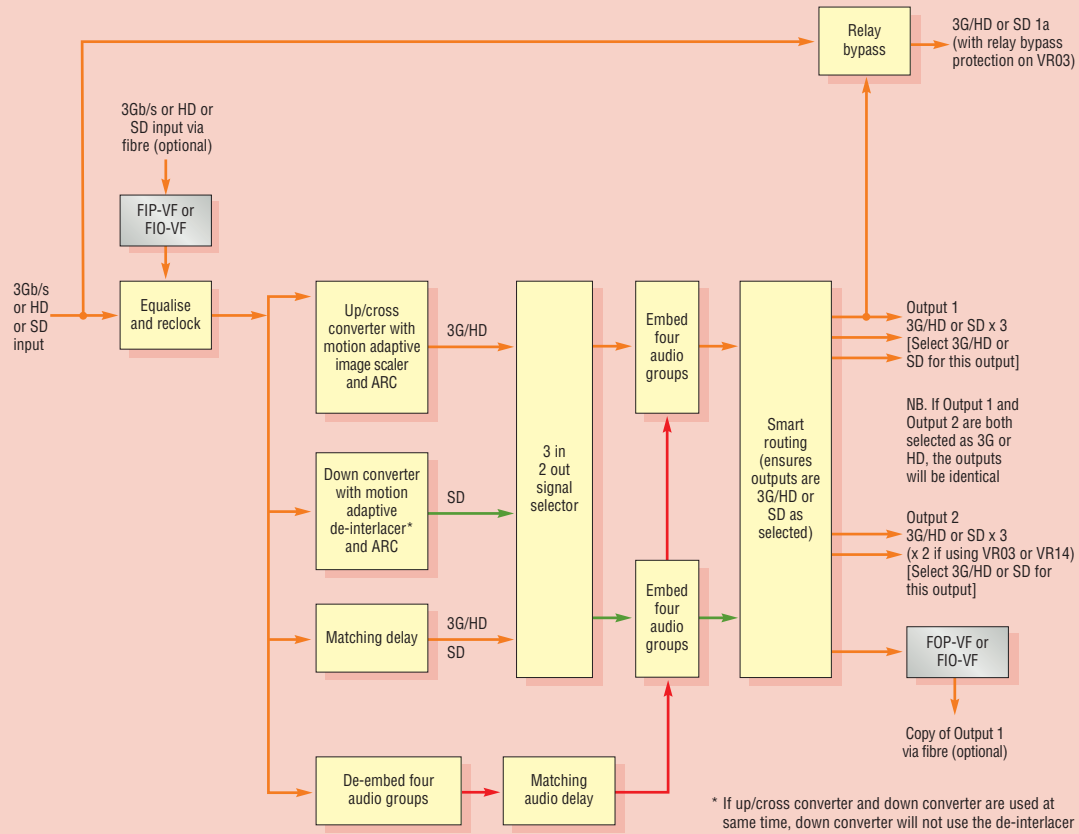 Relay
bypass
3G/HD or SD 1a
(with relay bypass
protection on VR03)
3Gb/s or HD or
SD input via
fibre (optional)
FIP-VF or
FIO-VF
3Gb/s
or HD
or SD
input
Equalise
and reclock
Up/cross
converter with
motion adaptive
image scaler
and ARC
3G/HD
Down converter
with motion
adaptive
de-interlacer*
and ARC
SD
Matching delay
3G/HD
SD
3 in
2 out
signal
selector
Embed
four
audio
groups
Embed
four
audio
groups
Smart
routing
(ensures
outputs are
3G/HD or
SD as
selected)
Output 1
3G/HD or SD x 3
[Select 3G/HD or
SD for this output]
NB. If Output 1 and
Output 2 are both
selected as 3G or
HD, the outputs
will be identical
Output 2
3G/HD or SD x 3
(x 2 if using VR03 or VR14)
[Select 3G/HD or SD for
this output]
FOP-VF or
FIO-VF
Copy of Output 1
via fibre (optional)
De-embed four
audio groups
Matching
audio delay
* If up/cross converter and down converter are used at
same time, down converter will not use the de-interlacer